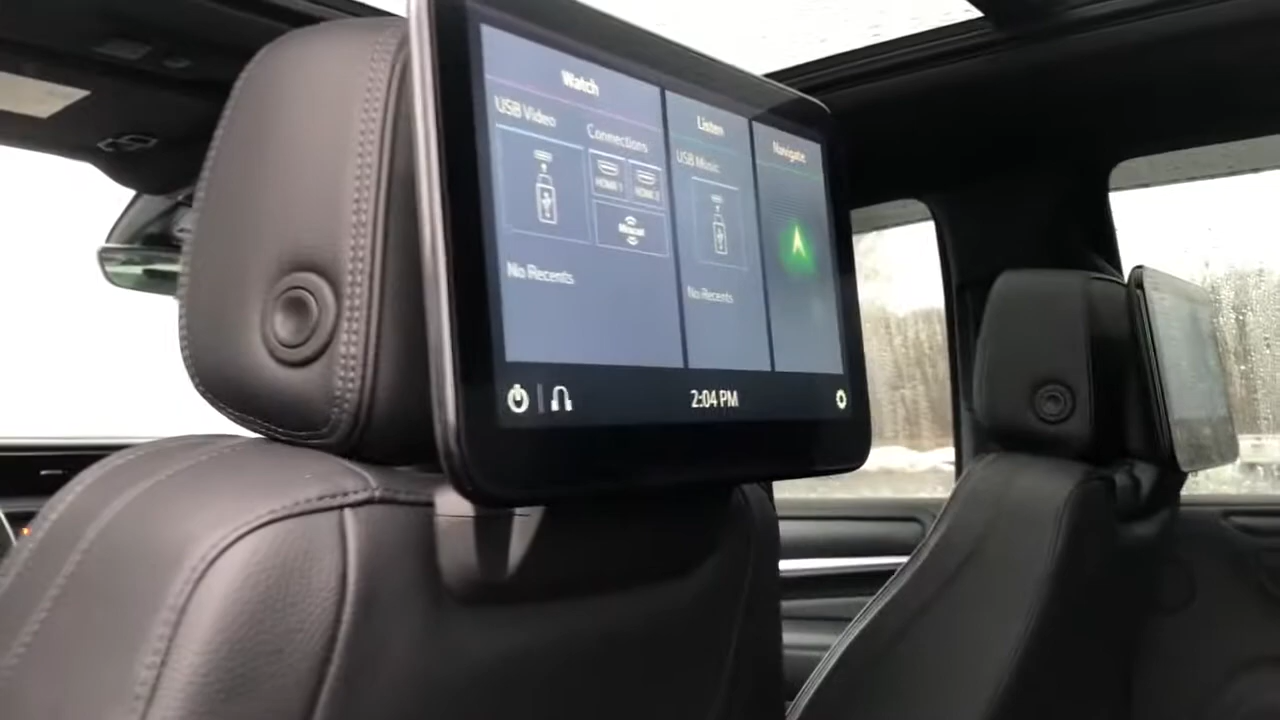 Watch
USB Video
Connections
HDMI 1
HDMI 2
Miracast
No Recents
Listen
USB Music
No Recents
Navigate
2:04 PM